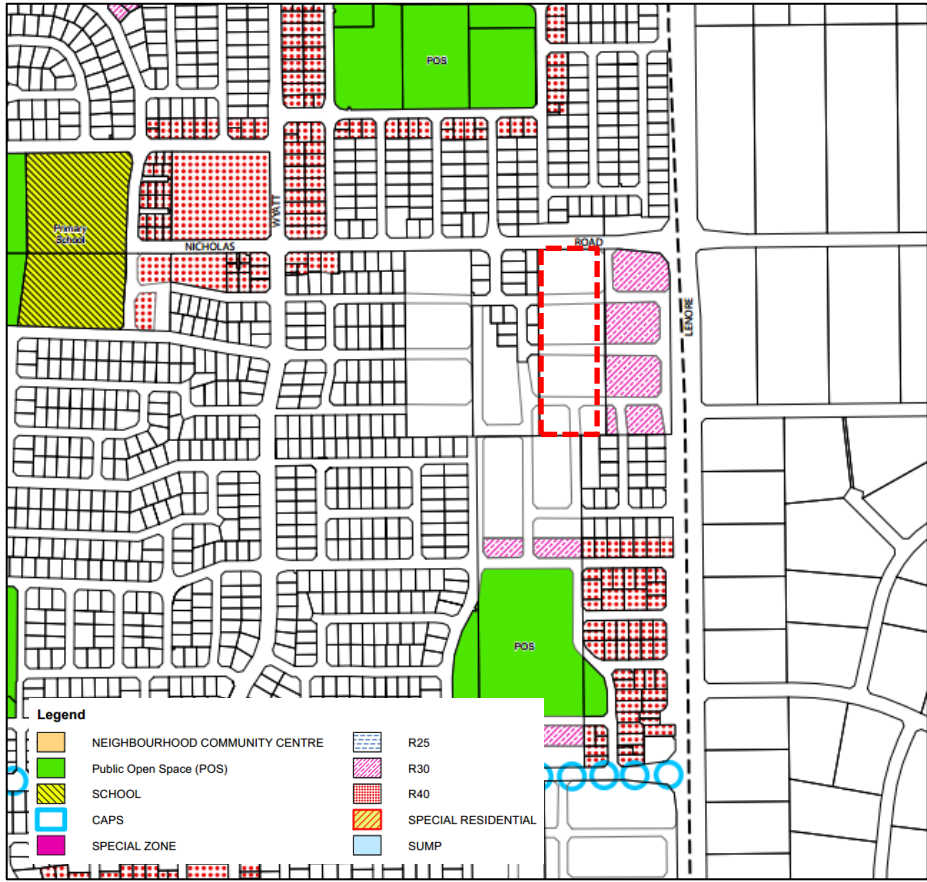 POS
WYATT
Primary
School
NICHOLAS
ROAD
LENORE
POS
Legend
NEIGHBOURHOOD COMMUNITY CENTRE
Public Open Space (POS)
SCHOOL
CAPS
SPECIAL ZONE
R25
R30
R40
SPECIAL RESIDENTIAL
SUMP